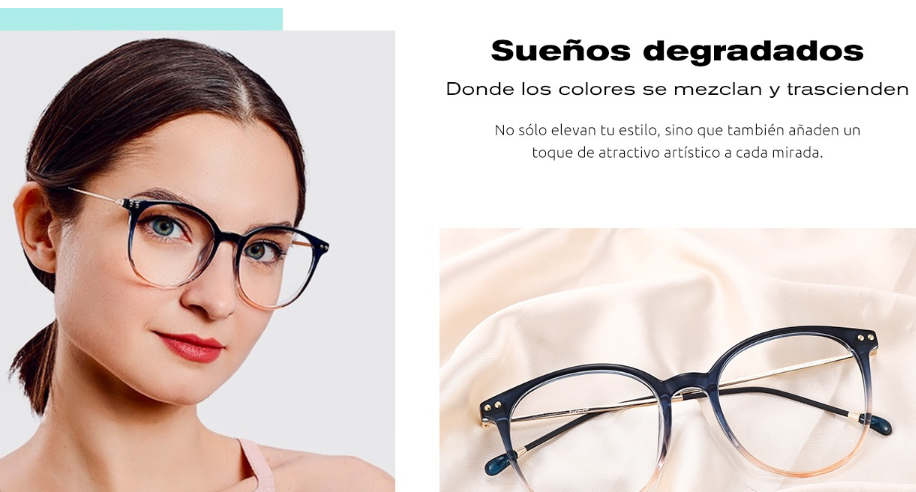 Sueños degradados
Donde los colores se mezclan y trascienden
No sólo elevan tu estilo, sino que también añaden un
toque de atractivo artístico a cada mirada.